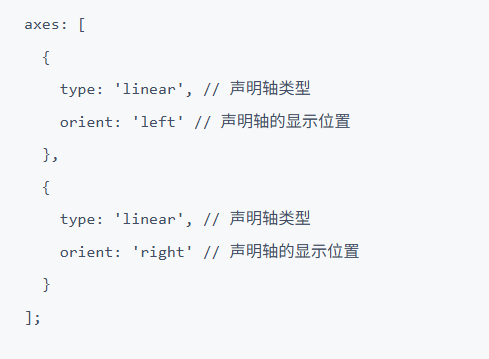 axes: [
  {
    type: 'linear', // 声明轴类型
    orient: 'left' // 声明轴的显示位置
  },
  {
    type: 'linear', // 声明轴类型
    orient: 'right' // 声明轴的显示位置
  }
];